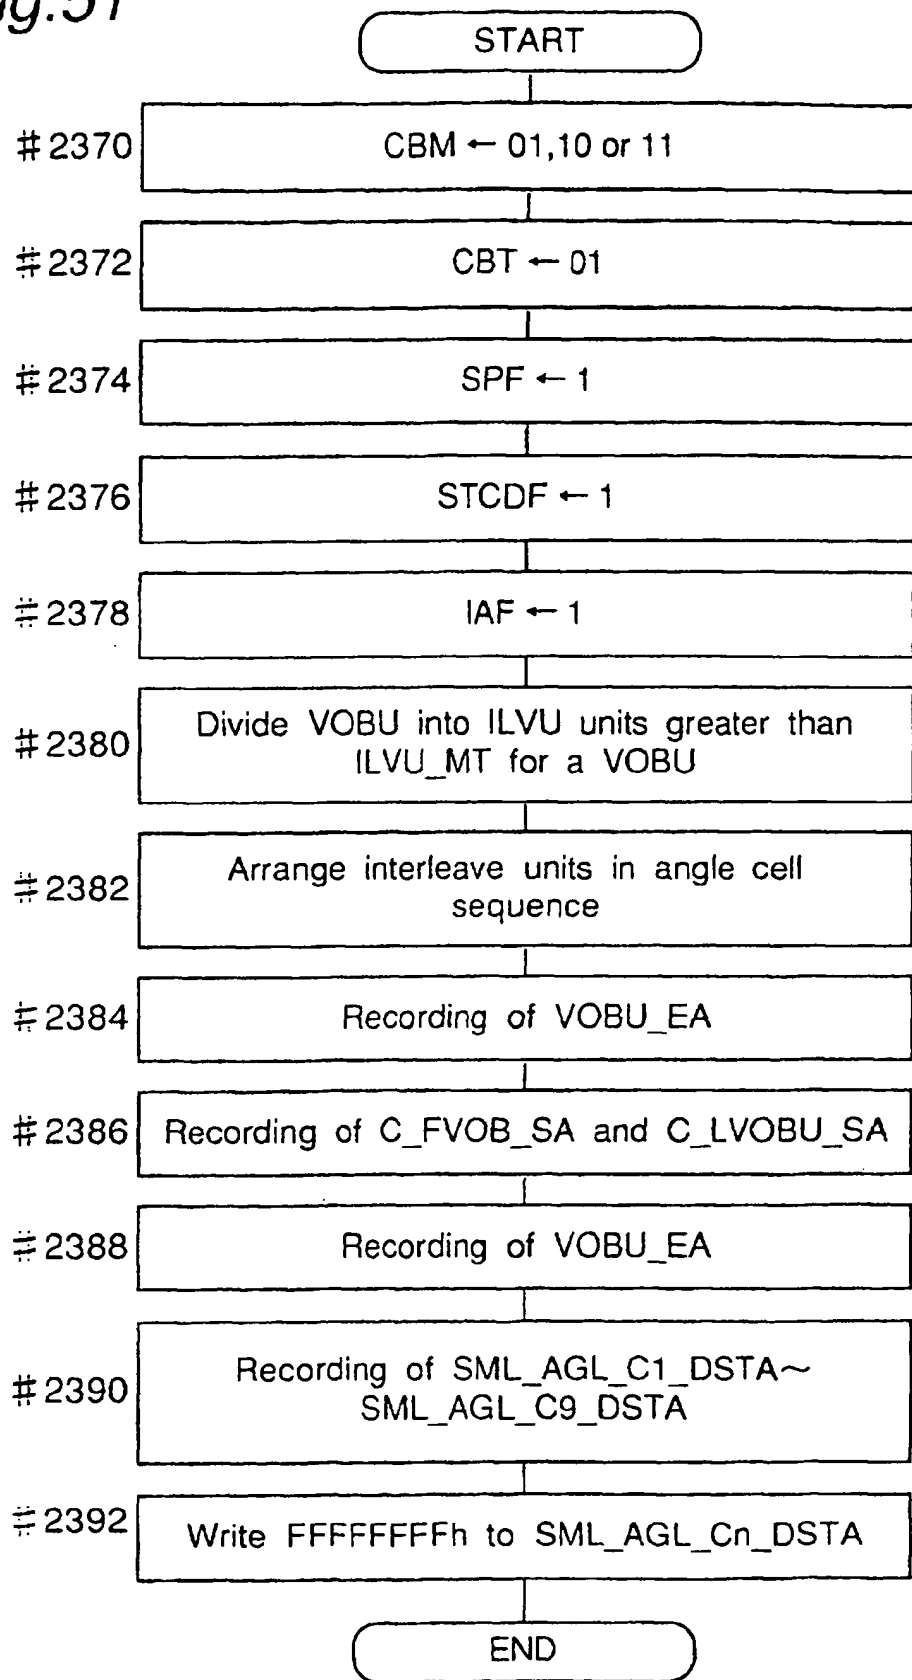 START
#2370
CBM ← 01,10 or 11
#2372
CBT ← 01
#2374
SPF ← 1
#2376
STCDF ← 1
#2378
IAF ← 1
#2380
Divide VOBU into ILVU units greater than
ILVU_MT for a VOBU
#2382
Arrange interleave units in angle cell
sequence
#2384
Recording of VOBU_EA
#2386
Recording of C_FVOB_SA and C_LVOBU_SA
#2388
Recording of VOBU_EA
#2390
Recording of SML_AGL_C1_DSTA~
SML_AGL_C9_DSTA
#2392
Write FFFFFFFFh to SML_AGL_Cn_DSTA
END